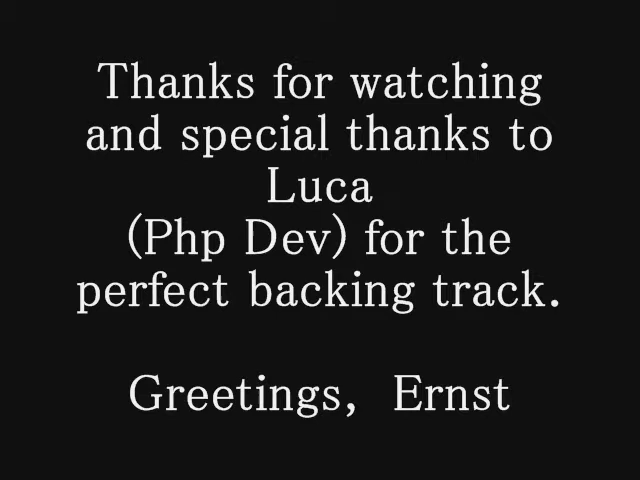 Thanks for watching
and special thanks to
Luca
(Php Dev) for the
perfect backing track.
Greetings, Ernst